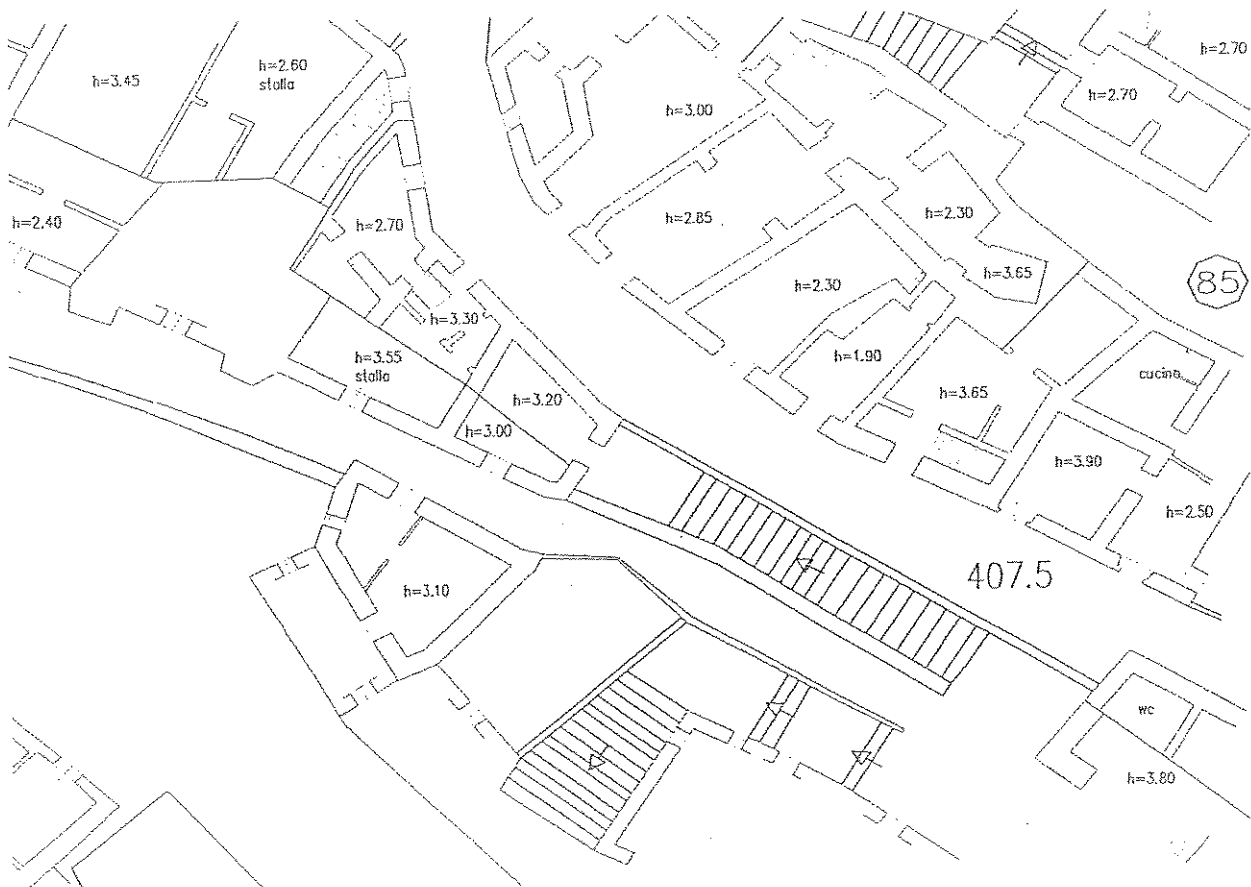 h=3.45
h=2.60
stalla
h=2.70
h=2.70
h=3.00
h=2.40
h=2.70
h=2.85
h=2.30
h=3.65
85
h=2.30
h=3.30
h=3.55
stalla
h=1.90
cucina
h=3.20
h=3.65
h=3.00
h=3.90
h=2.50
407.5
h=3.10
wc
h=3.80